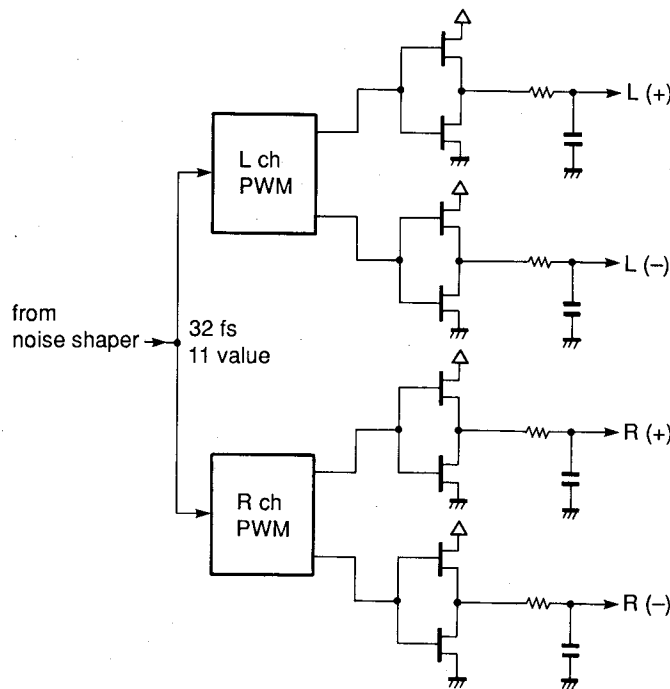 L (+)
L ch
PWM
L (–)
from
noise shaper
32 fs
11 value
R (+)
R ch
PWM
R (–)